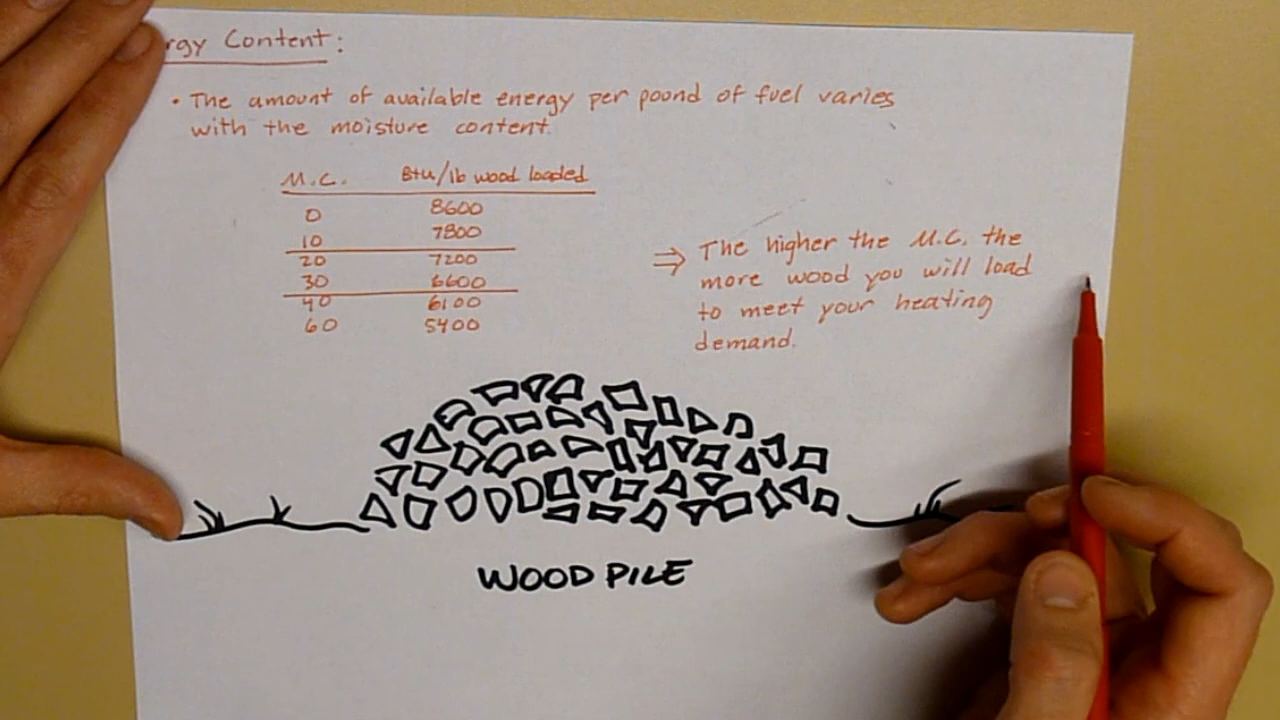 rgy Content:
• The amount of available energy per pound of fuel varies
with the moisture content.
M.C. Btu/lb wood loaded
0 8600
10 7800
20 7200
30 6600
40 6100
60 5400
⇒ The higher the M.C. the
more wood you will load
to meet your heating
demand.
WOOD PILE